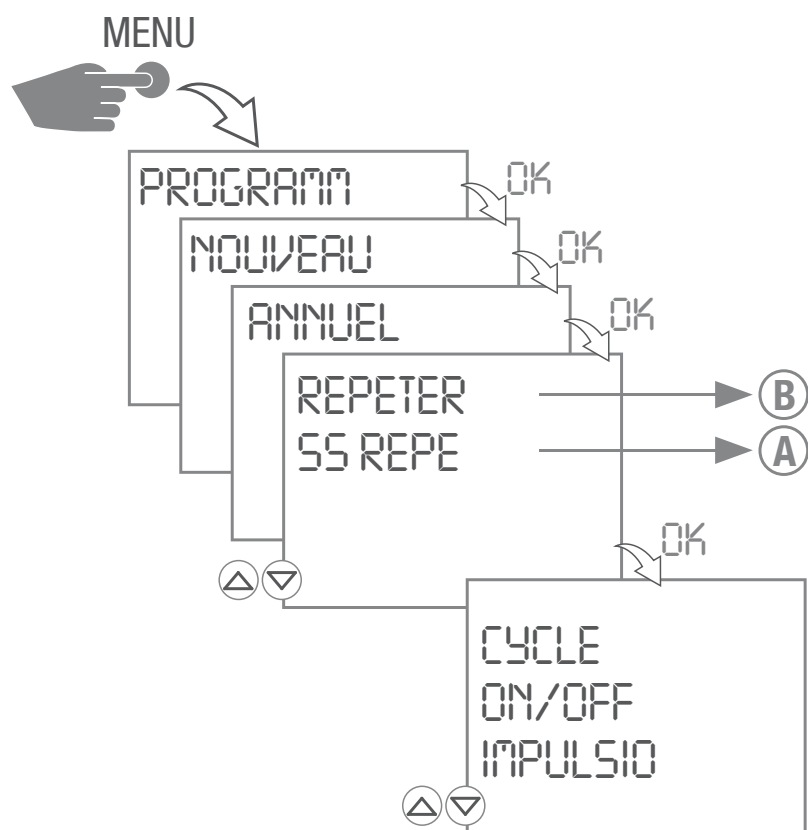 MENU
PROGRAMM
OK
NOUVEAU
OK
ANNUEL
OK
REPETER
B
SS REPE
A
OK
CYCLE
ON/OFF
IMPULSIO